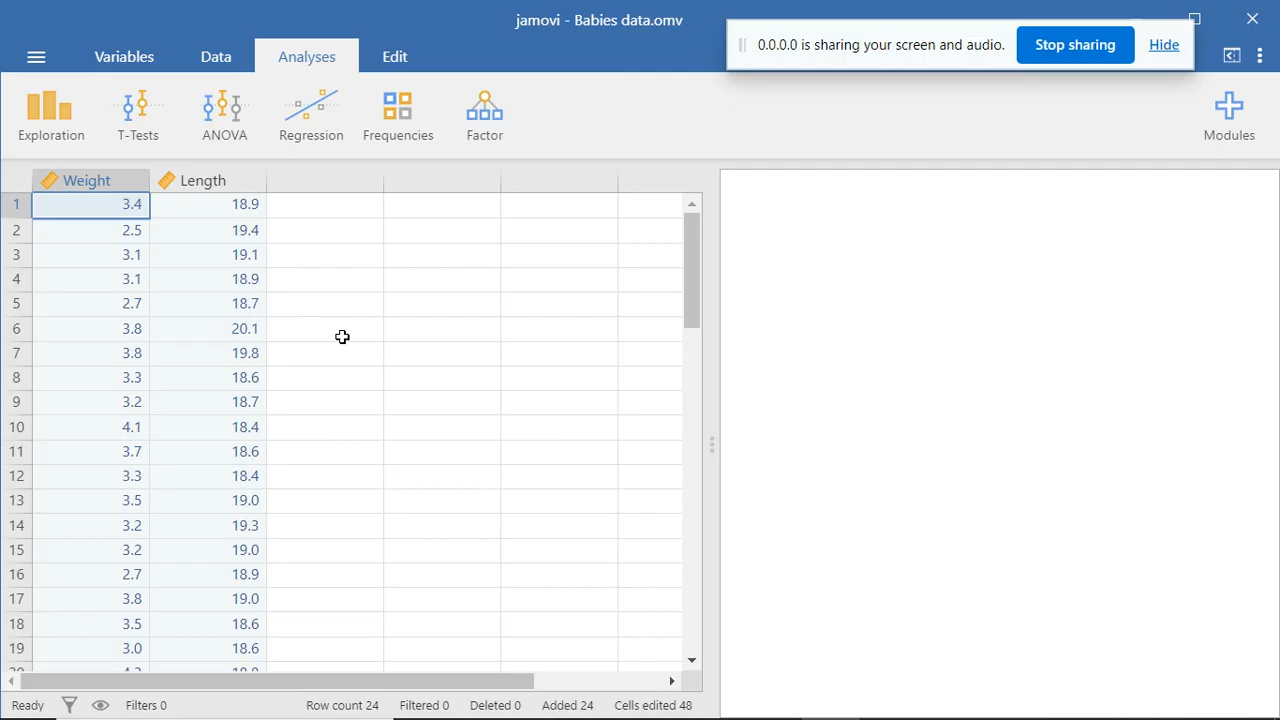 jamovi - Babies data.omv
0.0.0.0 is sharing your screen and audio. Stop sharing Hide
Variables Data Analyses Edit
Exploration T-Tests ANOVA Regression Frequencies Factor Modules
Weight Length
1 3.4 18.9
2 2.5 19.4
3 3.1 19.1
4 3.1 18.9
5 2.7 18.7
6 3.8 20.1
7 3.8 19.8
8 3.3 18.6
9 3.2 18.7
10 4.1 18.4
11 3.7 18.6
12 3.3 18.4
13 3.5 19.0
14 3.2 19.3
15 3.2 19.0
16 2.7 18.9
17 3.8 19.0
18 3.5 18.6
19 3.0 18.6
Ready Filters 0 Row count 24 Filtered 0 Deleted 0 Added 24 Cells edited 48